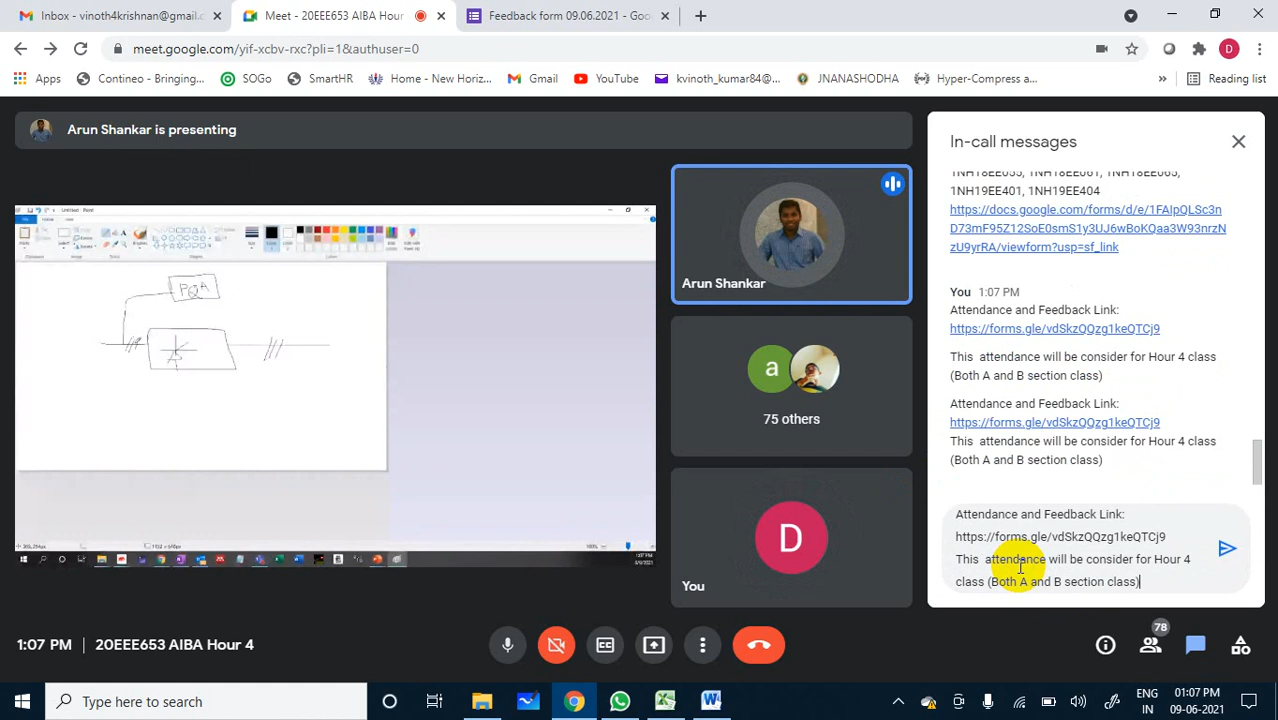 Inbox - vinoth4krishnan@gmail.c
Meet - 20EEE653 AIBA Hour
Feedback form 09.06.2021 - Goo
meet.google.com/yif-xcbv-rxc?pli=1&authuser=0
Apps
Contineo - Bringing...
SOGo
SmartHR
Home - New Horiz...
Gmail
YouTube
kvinoth_kumar84@...
JNANASHODHA
Hyper-Compress a...
Reading list
Arun Shankar is presenting
PQA
Arun Shankar
a
75 others
D
You
In-call messages
1NH18EE055, 1NH18EE061, 1NH18EE065,
1NH19EE401, 1NH19EE404
https://docs.google.com/forms/d/e/1FAIpQLSc3n
D73mF95Z12SoE0smS1y3UJ6wBoKQaa3W93nrzN
zU9yrRA/viewform?usp=sf_link
You 1:07 PM
Attendance and Feedback Link:
https://forms.gle/vdSkzQQzg1keQTCj9
This attendance will be consider for Hour 4 class
(Both A and B section class)
Attendance and Feedback Link:
https://forms.gle/vdSkzQQzg1keQTCj9
This attendance will be consider for Hour 4 class
(Both A and B section class)
Attendance and Feedback Link:
https://forms.gle/vdSkzQQzg1keQTCj9
This attendance will be consider for Hour 4
class (Both A and B section class)
1:07 PM | 20EEE653 AIBA Hour 4
78
Type here to search
ENG
IN
01:07 PM
09-06-2021